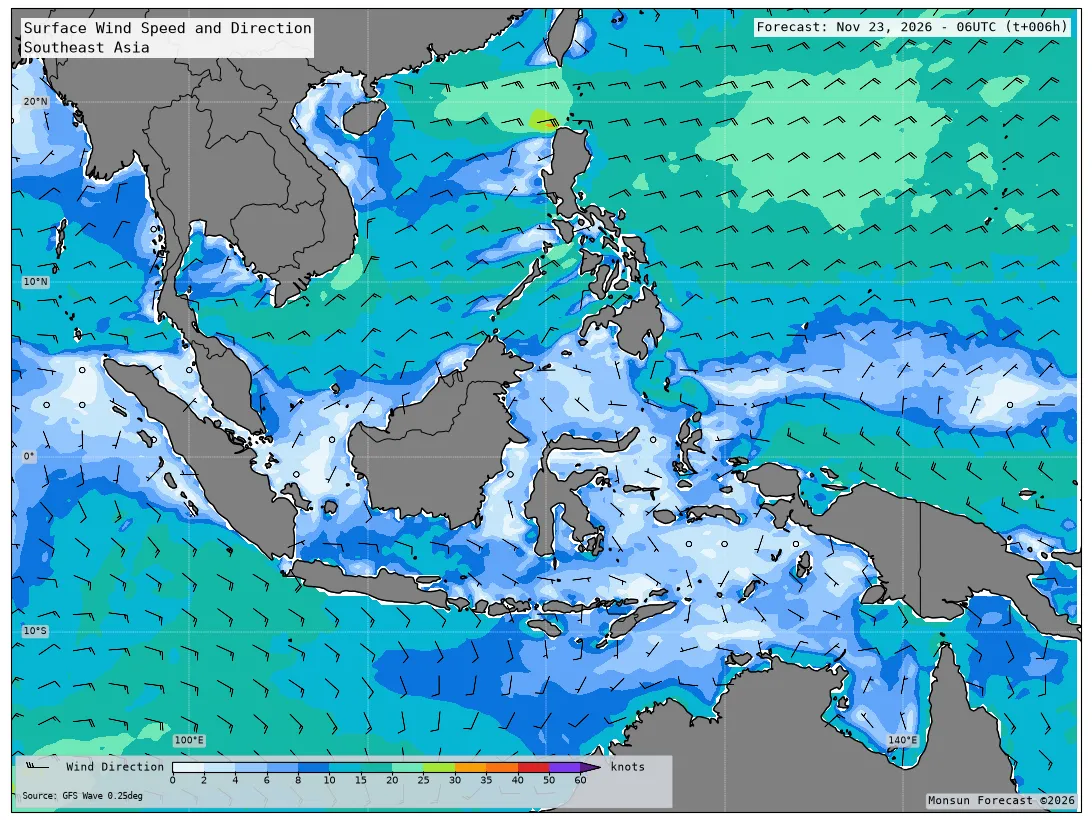 Surface Wind Speed and Direction
Southeast Asia
Forecast: Nov 23, 2026 - 06UTC (t+006h)
20°N
10°N
0°
10°S
100°E
140°E
Wind Direction
0 2 4 6 8 10 15 20 25 30 35 40 50 60
knots
Source: GFS Wave 0.25deg
Monsun Forecast ©2026